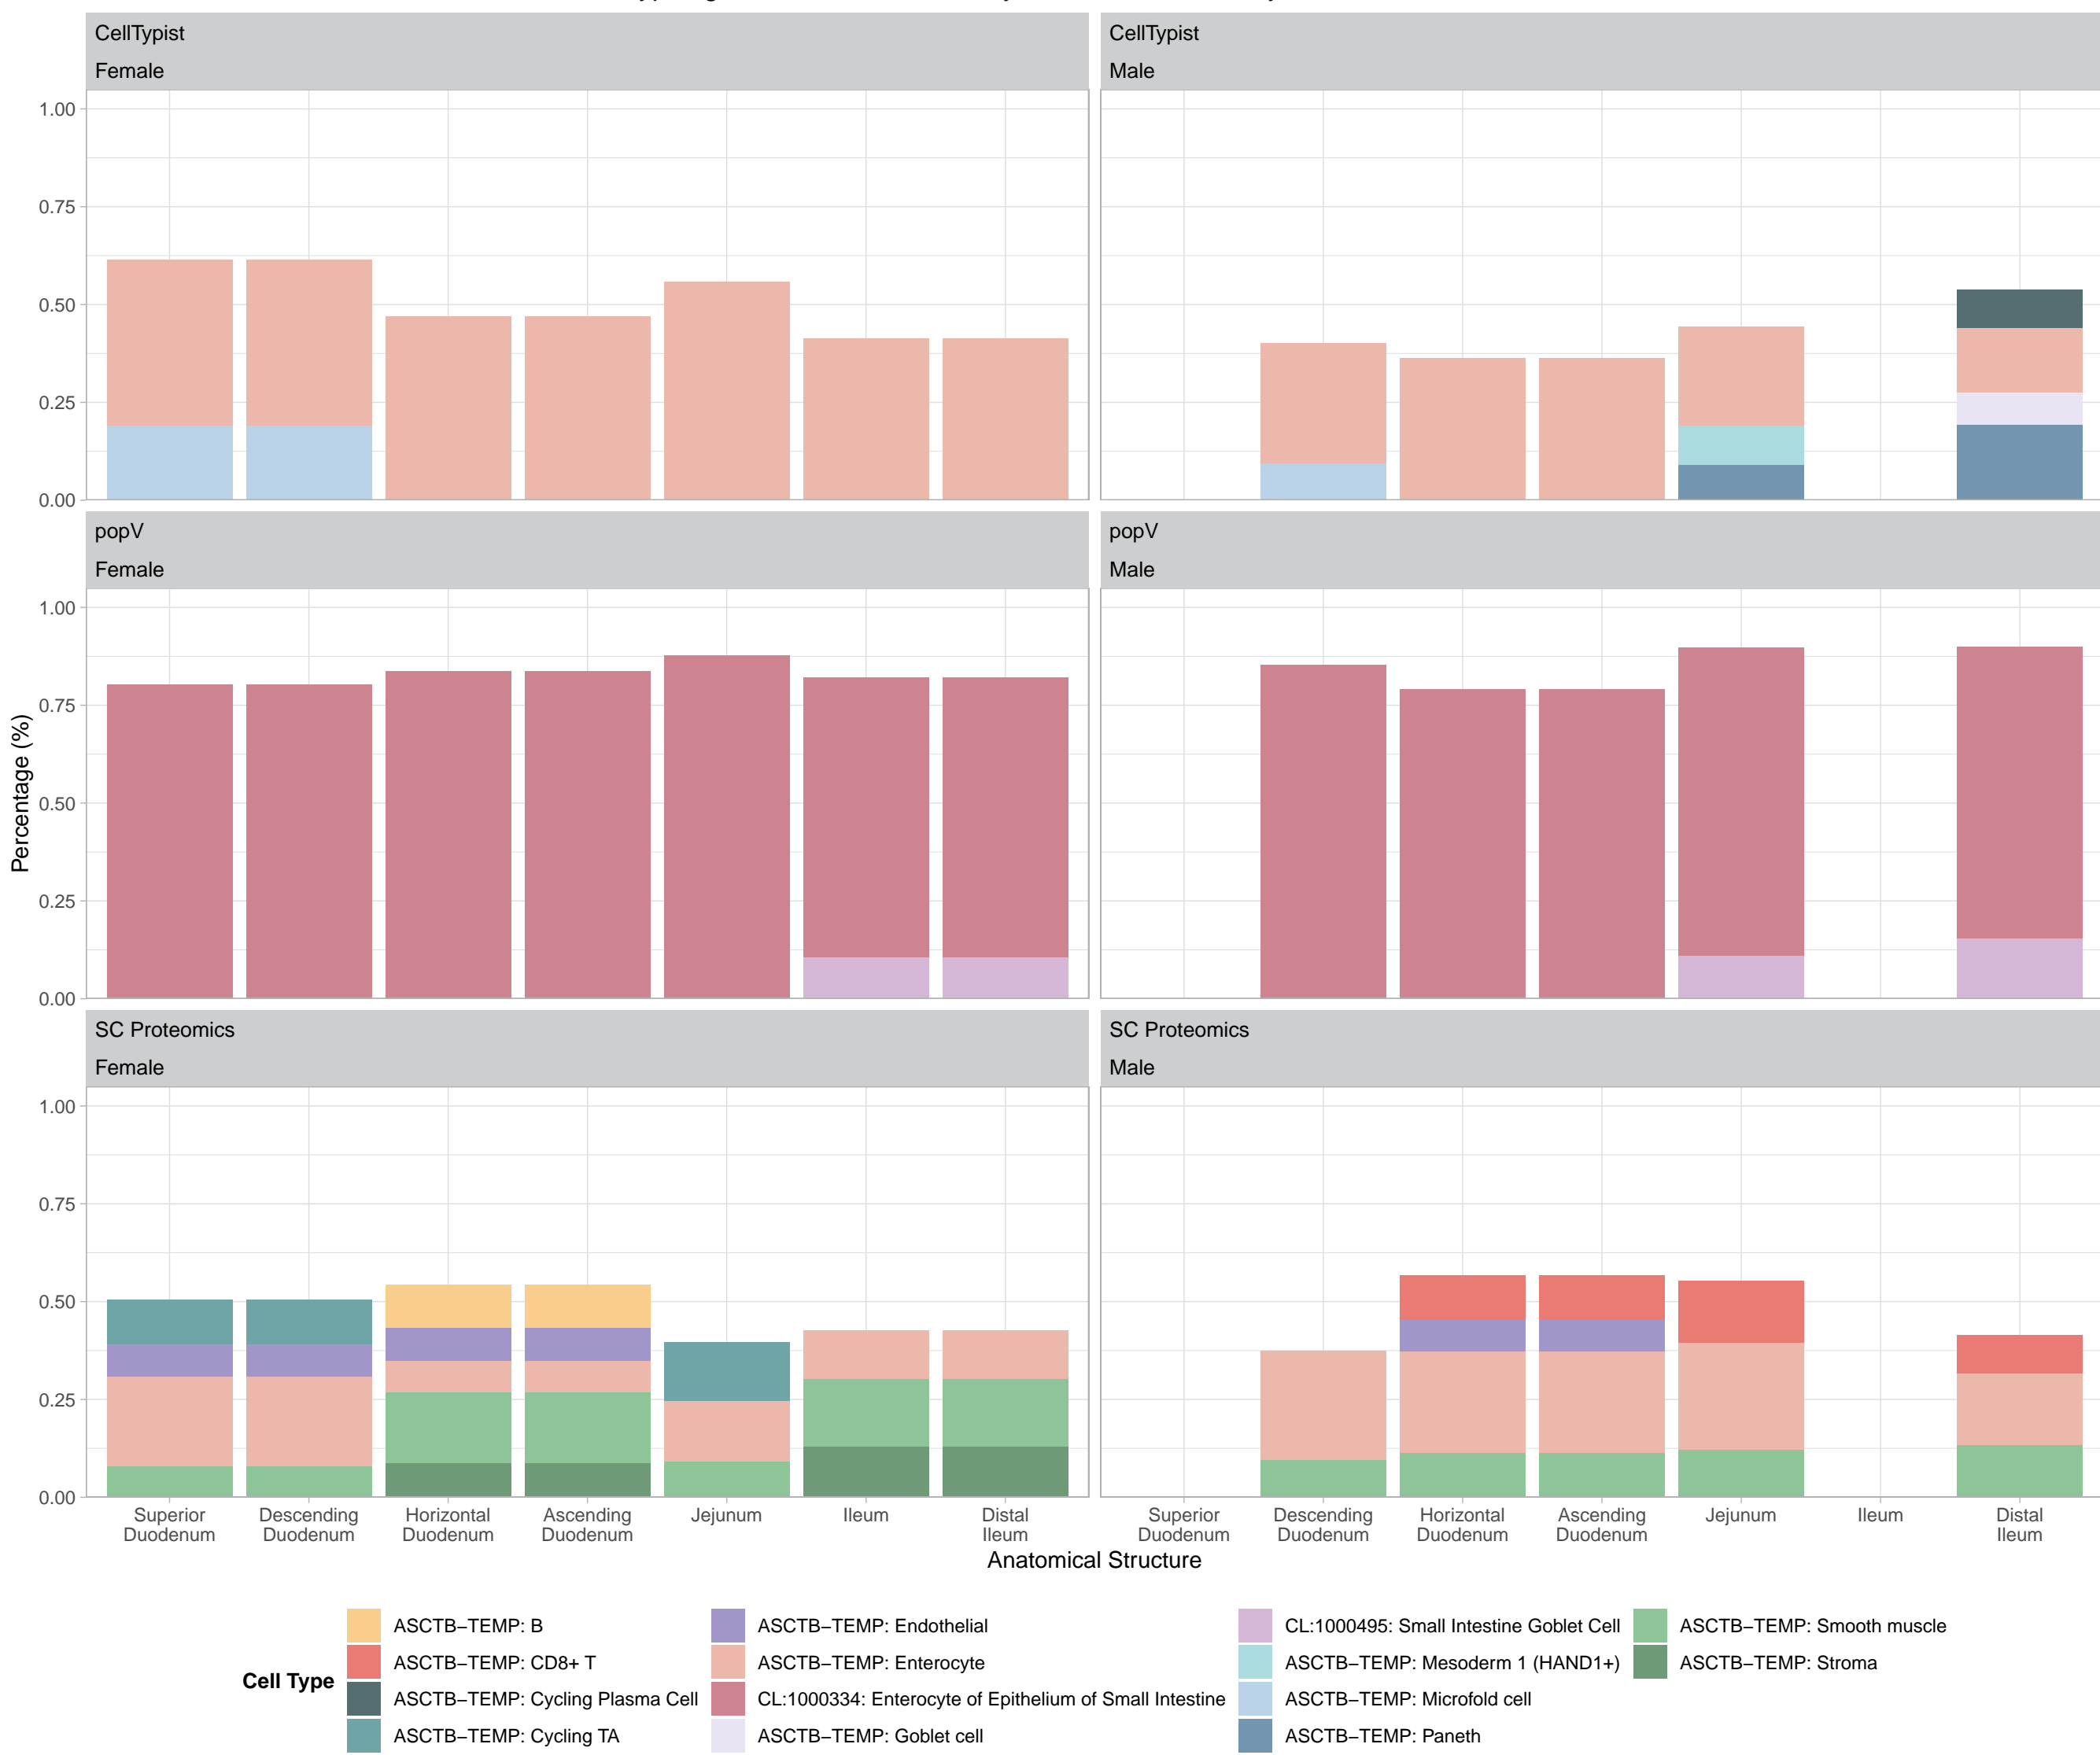 CellTypist
Female
CellTypist
Male
1.00
0.75
0.50
0.25
0.00
popV
Female
popV
Male
1.00
0.75
0.50
0.25
0.00
Percentage (%)
SC Proteomics
Female
SC Proteomics
Male
1.00
0.75
0.50
0.25
0.00
Superior Duodenum
Descending Duodenum
Horizontal Duodenum
Ascending Duodenum
Jejunum
Ileum
Distal Ileum
Superior Duodenum
Descending Duodenum
Horizontal Duodenum
Ascending Duodenum
Jejunum
Ileum
Distal Ileum
Anatomical Structure
Cell Type
ASCTB−TEMP: B
ASCTB−TEMP: CD8+ T
ASCTB−TEMP: Cycling Plasma Cell
ASCTB−TEMP: Cycling TA
ASCTB−TEMP: Endothelial
ASCTB−TEMP: Enterocyte
CL:1000334: Enterocyte of Epithelium of Small Intestine
ASCTB−TEMP: Goblet cell
CL:1000495: Small Intestine Goblet Cell
ASCTB−TEMP: Mesoderm 1 (HAND1+)
ASCTB−TEMP: Microfold cell
ASCTB−TEMP: Paneth
ASCTB−TEMP: Smooth muscle
ASCTB−TEMP: Stroma